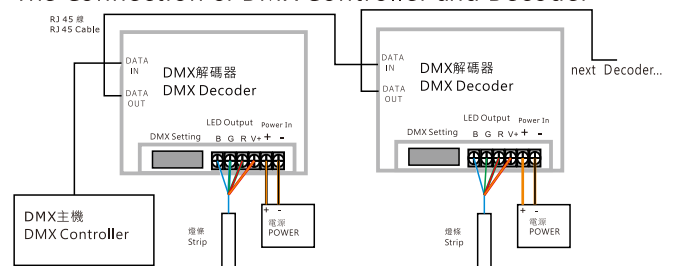 The Connection of DMX Controller and Decoder
RJ 45 線
RJ 45 Cable
DATA
IN
DATA
OUT
DMX解碼器
DMX Decoder
LED Output
Power In
DMX Setting
B G R V+ + -
DMX主機
DMX Controller
燈條
Strip
+ -
電源
POWER
DATA
IN
DATA
OUT
DMX解碼器
DMX Decoder
LED Output
Power In
DMX Setting
B G R V+ + -
燈條
Strip
+ -
電源
POWER
next Decoder...